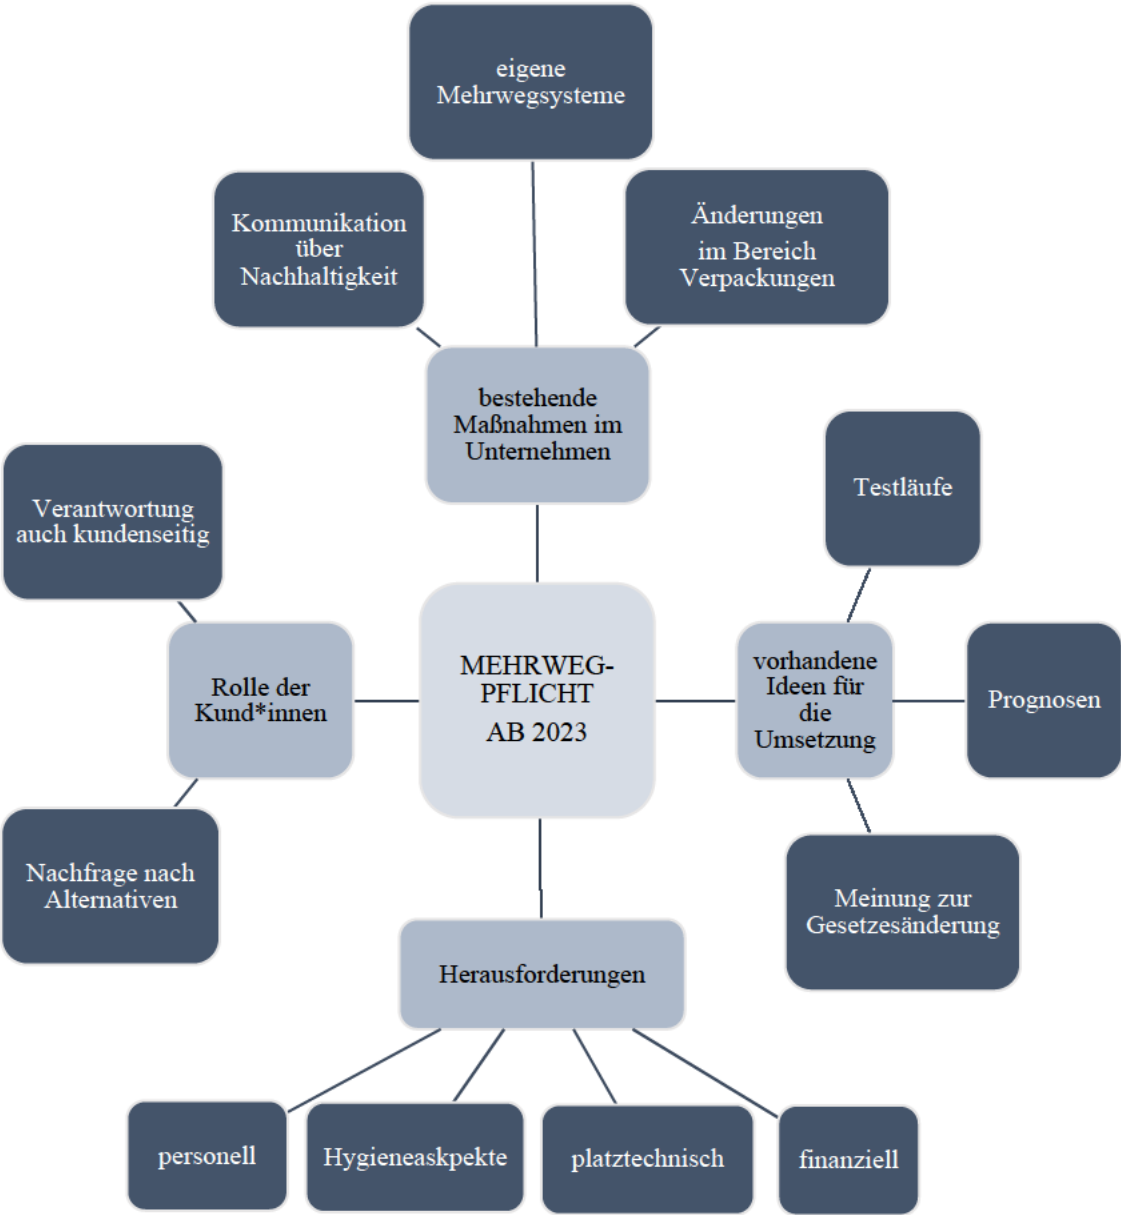 eigene
Mehrwegsysteme
Kommunikation
über
Nachhaltigkeit
Änderungen
im Bereich
Verpackungen
bestehende
Maßnahmen im
Unternehmen
Testläufe
Verantwortung
auch kundenseitig
Rolle der
Kund*innen
MEHRWEG-
PFLICHT
AB 2023
vorhandene
Ideen für
die
Umsetzung
Prognosen
Nachfrage nach
Alternativen
Meinung zur
Gesetzesänderung
Herausforderungen
personell
Hygieneaskpekte
platztechnisch
finanziell